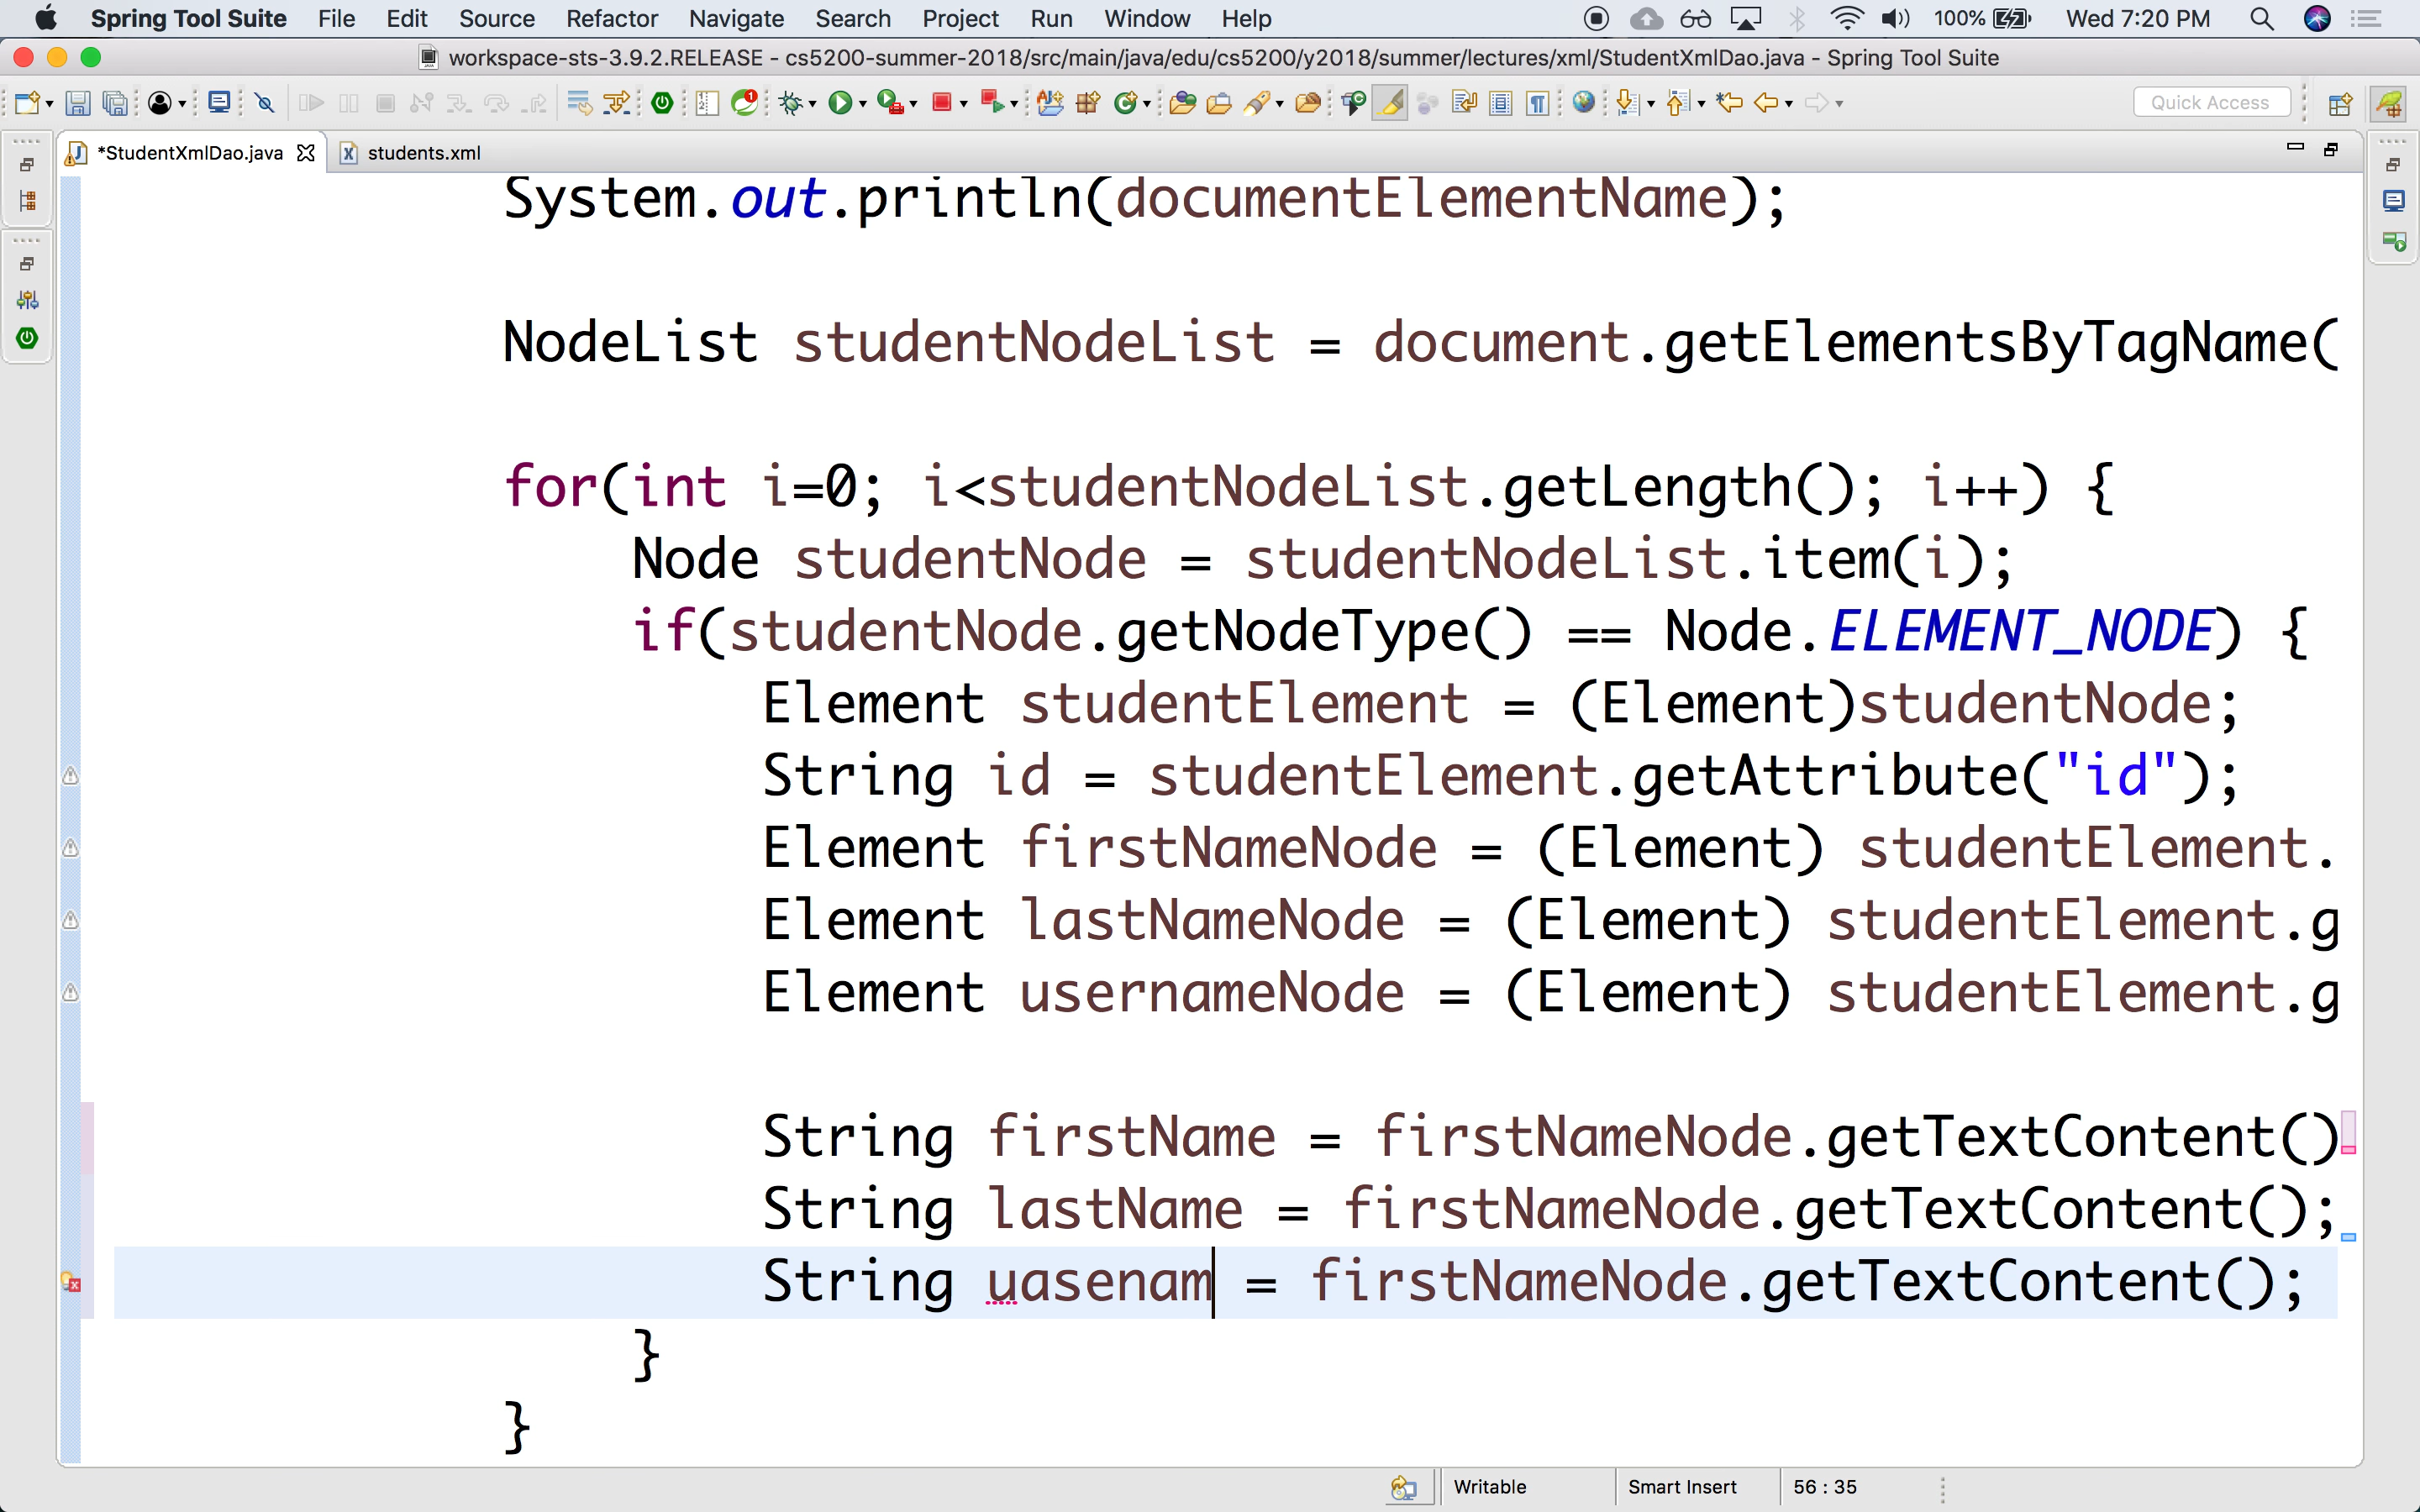 Spring Tool Suite File Edit Source Refactor Navigate Search Project Run Window Help 100% Wed 7:20 PM
workspace-sts-3.9.2.RELEASE - cs5200-summer-2018/src/main/java/edu/cs5200/y2018/summer/lectures/xml/StudentXmlDao.java - Spring Tool Suite
Quick Access
*StudentXmlDao.java students.xml
System.out.println(documentElementName);
NodeList studentNodeList = document.getElementsByTagName(
for(int i=0; i<studentNodeList.getLength(); i++) {
Node studentNode = studentNodeList.item(i);
if(studentNode.getNodeType() == Node.ELEMENT_NODE) {
Element studentElement = (Element)studentNode;
String id = studentElement.getAttribute("id");
Element firstNameNode = (Element) studentElement.
Element lastNameNode = (Element) studentElement.g
Element usernameNode = (Element) studentElement.g
String firstName = firstNameNode.getTextContent()
String lastName = firstNameNode.getTextContent();
String uasenam = firstNameNode.getTextContent();
}
}
Writable Smart Insert 56 : 35